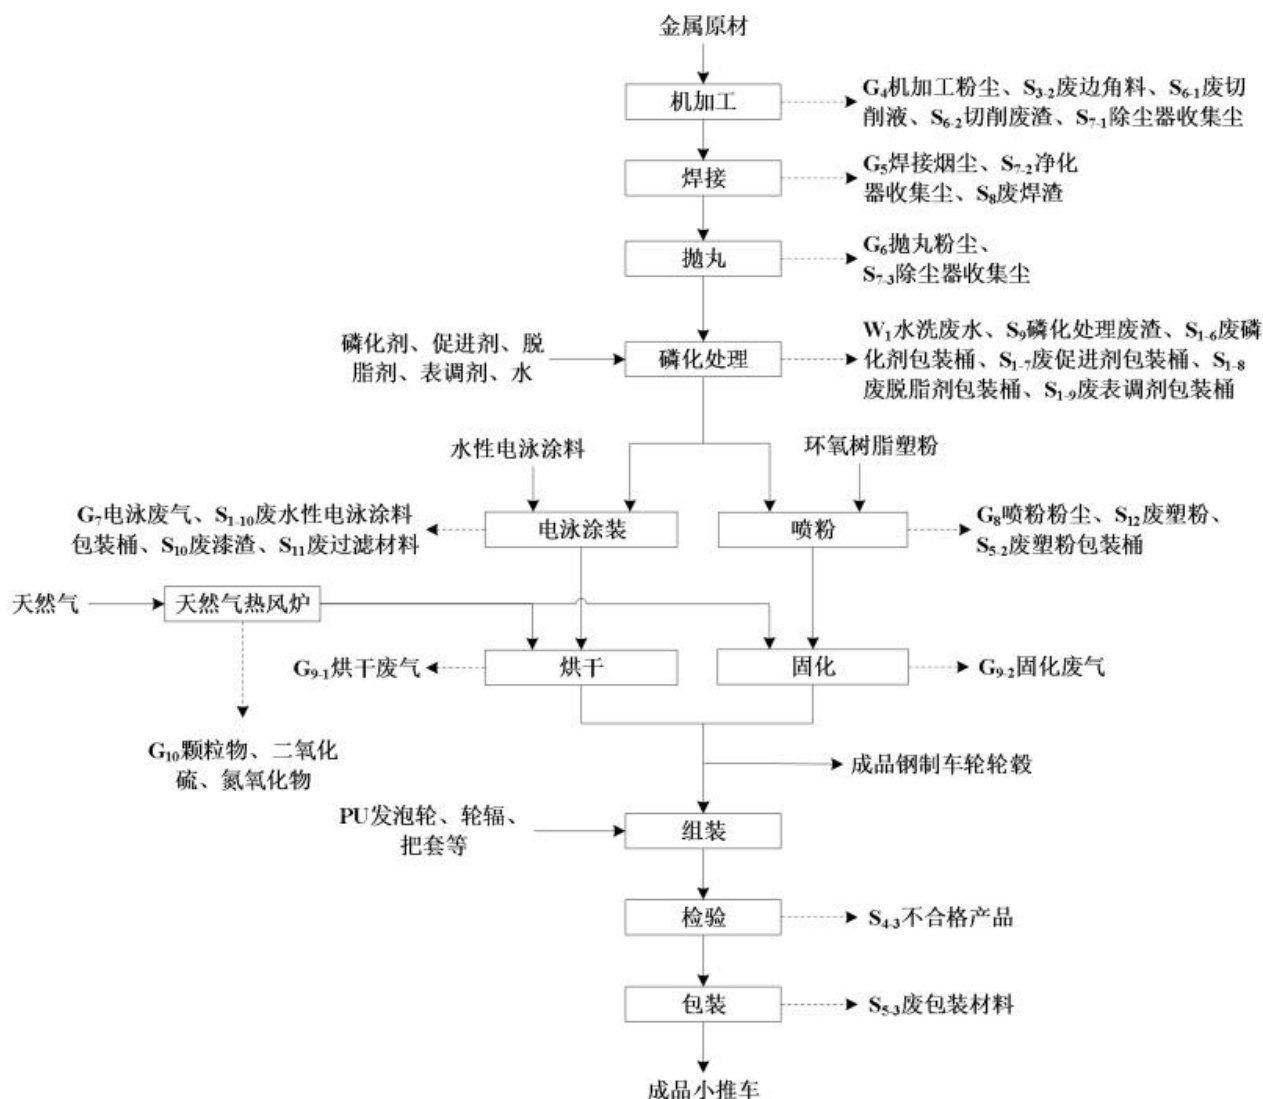 金属原材
机加工
G4机加工粉尘、S3-2废边角料、S6-1废切
削液、S6-2切削废渣、S7-1除尘器收集尘
焊接
G5焊接烟尘、S7-2净化
器收集尘、S8废焊渣
抛丸
G6抛丸粉尘、
S7-3除尘器收集尘
磷化剂、促进剂、脱
脂剂、表调剂、水
磷化处理
W1水洗废水、S9磷化处理废渣、S1-6废磷
化剂包装桶、S1-7废促进剂包装桶、S1-8
废脱脂剂包装桶、S1-9废表调剂包装桶
水性电泳涂料
环氧树脂塑粉
G7电泳废气、S1-10废水性电泳涂料
包装桶、S10废漆渣、S11废过滤材料
电泳涂装
喷粉
G8喷粉粉尘、S12废塑粉、
S5-2废塑粉包装桶
天然气
天然气热风炉
G9-1烘干废气
烘干
固化
G9-2固化废气
G10颗粒物、二氧化
硫、氮氧化物
成品钢制车轮轮毂
PU发泡轮、轮辐、
把套等
组装
检验
S4-3不合格产品
包装
S5-3废包装材料
成品小推车